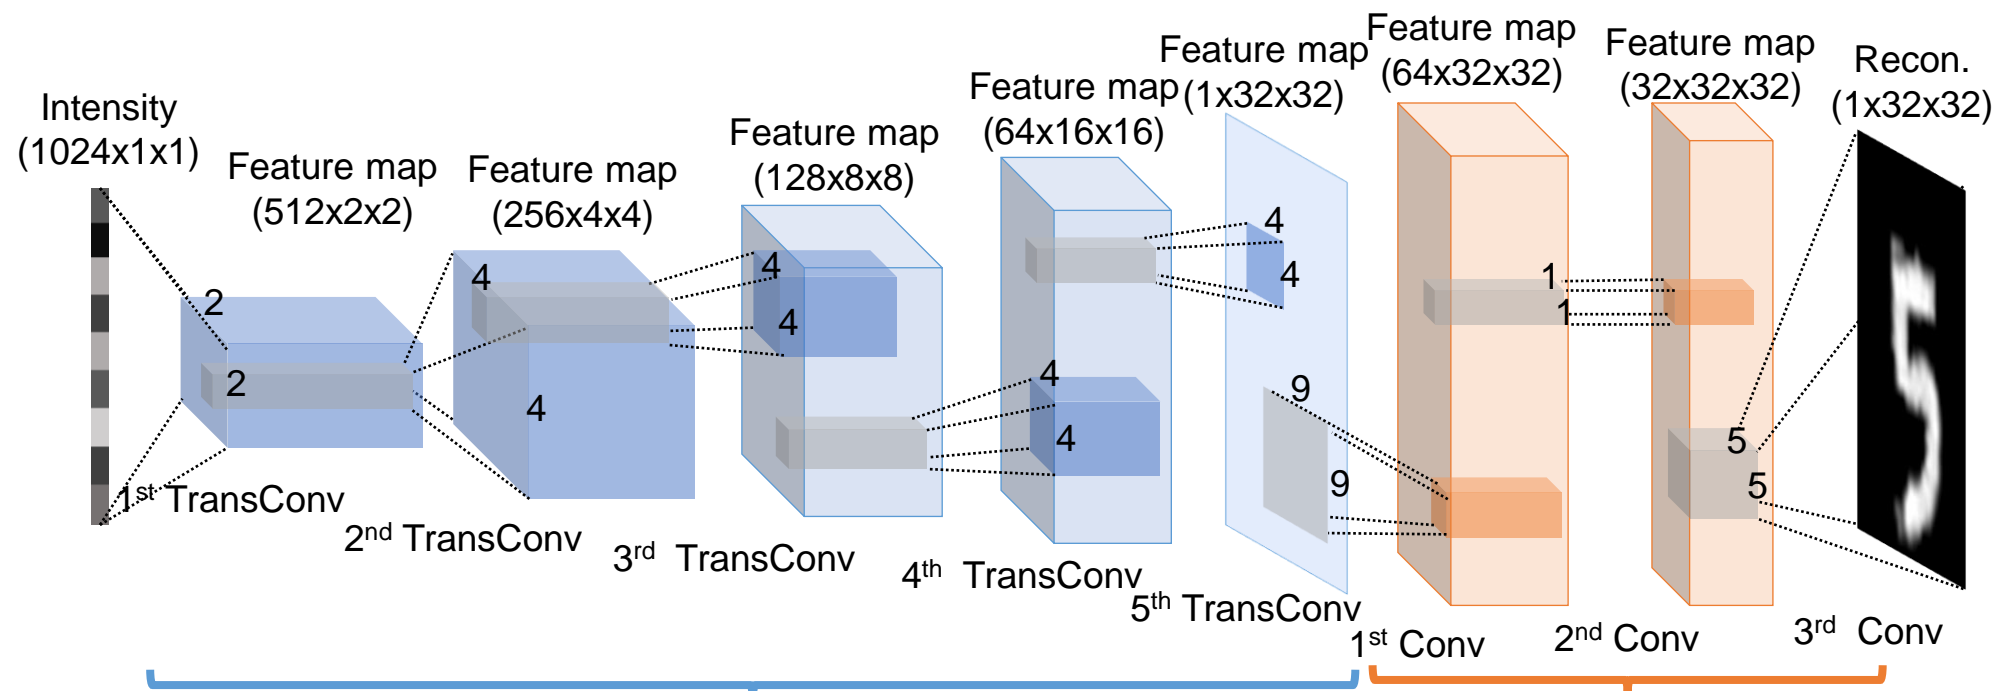 Intensity
(1024x1x1)
Feature map
(512x2x2)
Feature map
(256x4x4)
Feature map
(128x8x8)
Feature map
(64x16x16)
Feature map
(1x32x32)
Feature map
(64x32x32)
Feature map
(32x32x32)
Recon.
(1x32x32)
2
2
4
4
4
4
4
4
4
4
9
9
1
1
5
5
1st TransConv
2nd TransConv
3rd TransConv
4th TransConv
5th TransConv
1st Conv
2nd Conv
3rd Conv
5